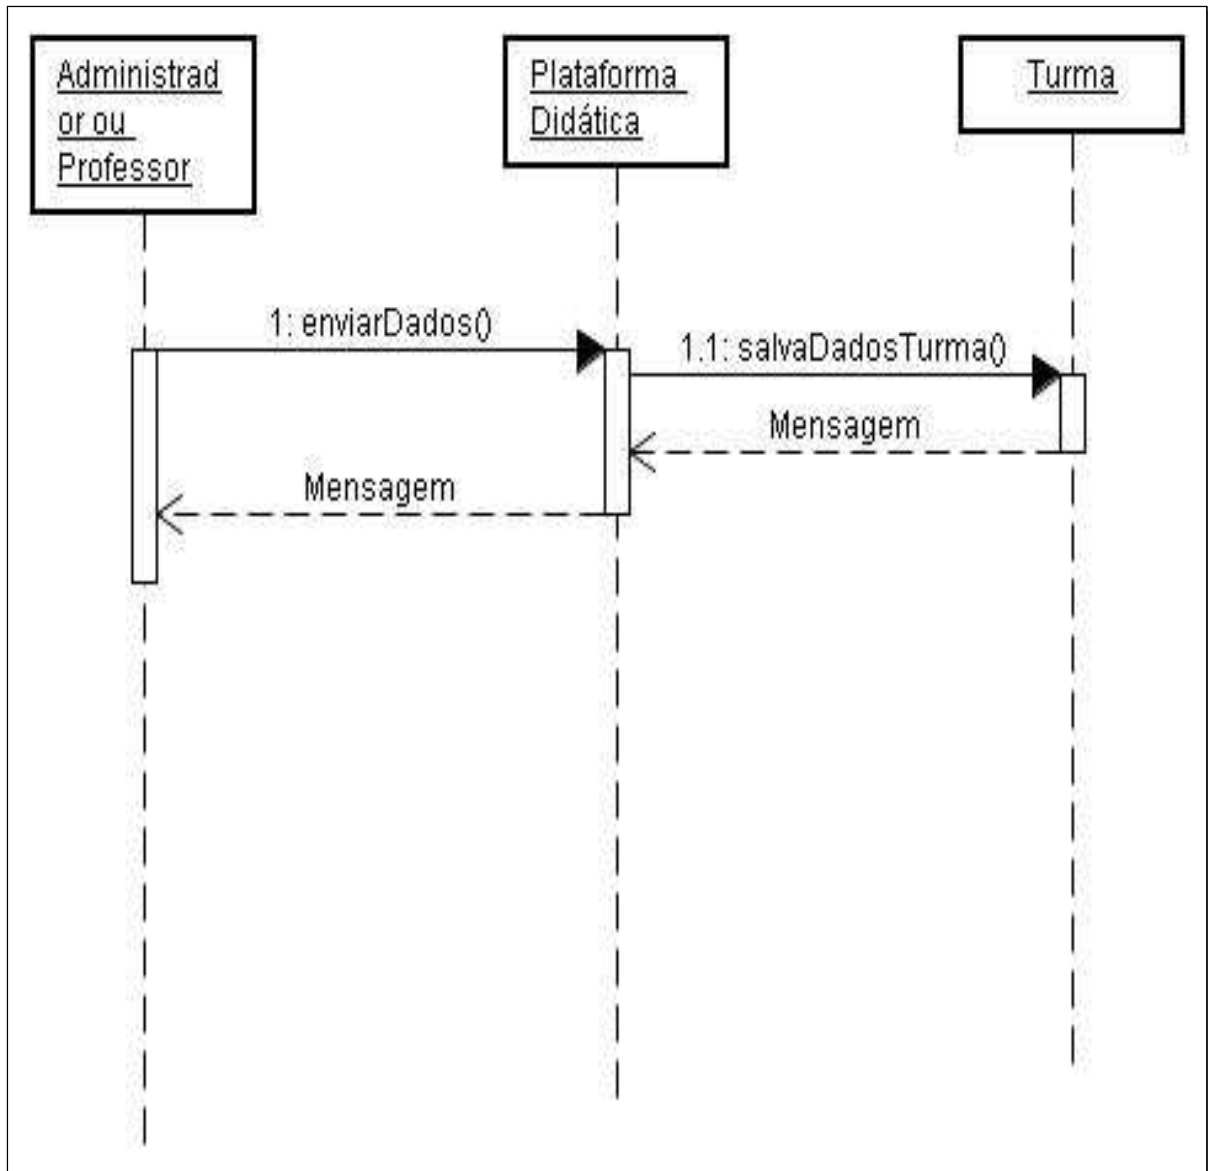 Administrad
or ou
Professor
Plataforma
Didática
Turma
1: enviarDados()
1.1: salvaDadosTurma()
Mensagem
Mensagem